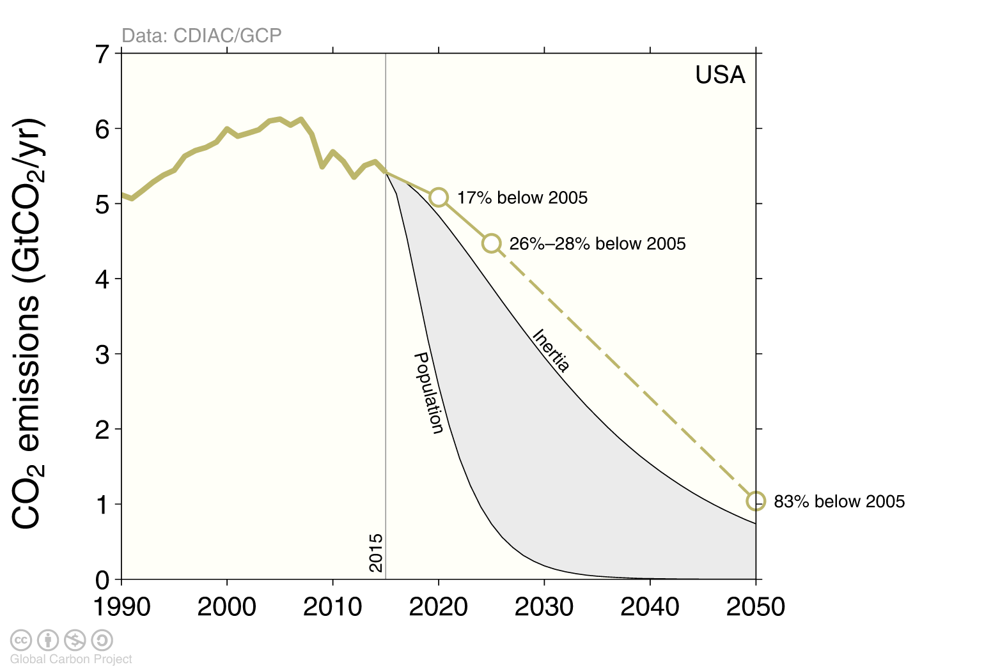 Data: CDIAC/GCP
USA
CO₂ emissions (GtCO₂/yr)
7
6
5
4
3
2
1
0
17% below 2005
26%–28% below 2005
Inertia
Population
83% below 2005
2015
1990 2000 2010 2020 2030 2040 2050
cc $
Global Carbon Project